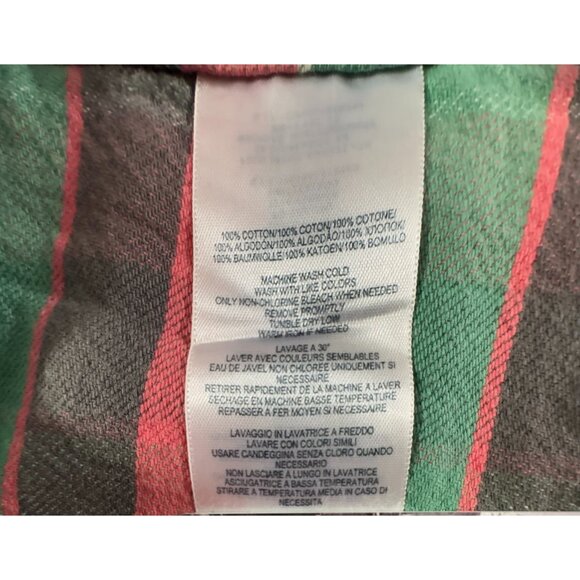 100% COTTON/100% COTON/100% COTONE/
100% ALGODÓN/100% ALGODÃO/100% ХЛОПОК/
100% BAUMWOLLE/100% KATOEN/100% BOMULD
MACHINE WASH COLD
WASH WITH LIKE COLORS
ONLY NON-CHLORINE BLEACH WHEN NEEDED
REMOVE PROMPTLY
TUMBLE DRY LOW
WARM IRON IF NEEDED
LAVAGE A 30°
LAVER AVEC COULEURS SEMBLABLES
EAU DE JAVEL NON CHLORÉE UNIQUEMENT SI
NECESSAIRE
RETIRER RAPIDEMENT DE LA MACHINE A LAVER
SECHAGE EN MACHINE BASSE TEMPERATURE
REPASSER A FER MOYEN SI NECESSAIRE
LAVAGGIO IN LAVATRICE A FREDDO
LAVARE CON COLORI SIMILI
USARE CANDEGGINA SENZA CLORO QUANDO
NECESSARIO
NON LASCIARE A LUNGO IN LAVATRICE
ASCIUGATRICE A BASSA TEMPERATURA
STIRARE A TEMPERATURA MEDIA IN CASO DI
NECESSITA